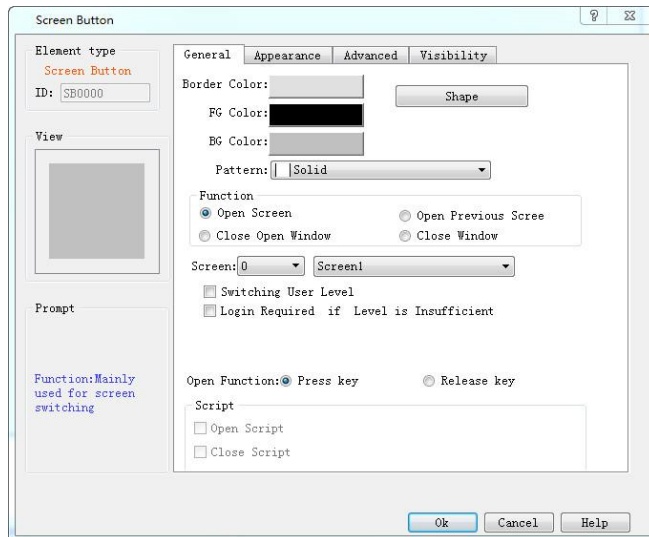 Screen Button
Element type
Screen Button
ID: SB0000
View
Prompt
Function:Mainly
used for screen
switching
General Appearance Advanced Visibility
Border Color:
Shape
FG Color:
BG Color:
Pattern: Solid
Function
Open Screen Open Previous Scree
Close Open Window Close Window
Screen: 0 Screen1
Switching User Level
Login Required if Level is Insufficient
Open Function: Press key Release key
Script
Open Script
Close Script
Ok Cancel Help